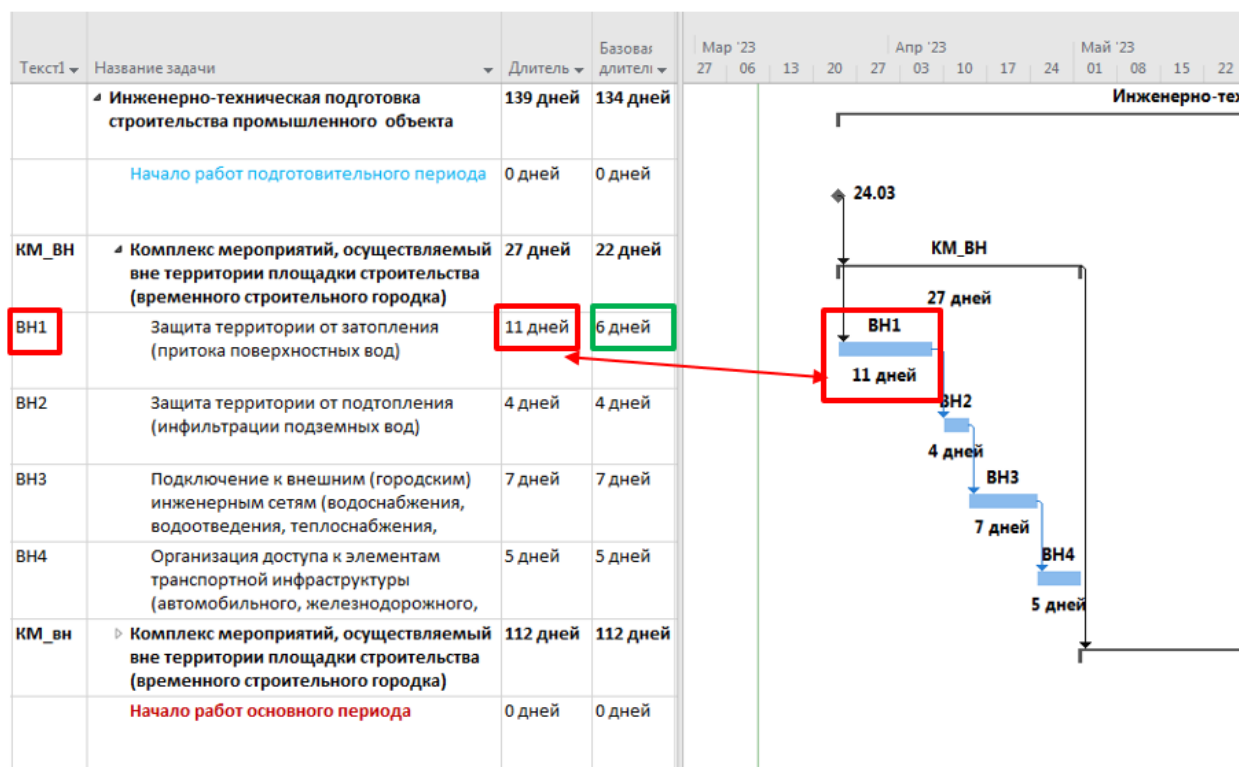 Мар '23 Апр '23 Май '23
Базовая
Текст1 Название задачи Длитель длителі 27 06 13 20 27 03 10 17 24 01 08 15 22
Инженерно-техническая подготовка 139 дней 134 дней Инженерно-тех
строительства промышленного объекта
Начало работ подготовительного периода 0 дней 0 дней
24.03
КМ_ВН Комплекс мероприятий, осуществляемый 27 дней 22 дней КМ_ВН
вне территории площадки строительства
(временного строительного городка)
27 дней
ВН1 Защита территории от затопления 11 дней 6 дней ВН1
(притока поверхностных вод)
11 дней
ВН2 Защита территории от подтопления 4 дней 4 дней ВН2
(инфильтрации подземных вод)
4 дней
ВН3 Подключение к внешним (городским) 7 дней 7 дней ВН3
инженерным сетям (водоснабжения,
водоотведения, теплоснабжения,
7 дней
ВН4 Организация доступа к элементам 5 дней 5 дней ВН4
транспортной инфраструктуры
(автомобильного, железнодорожного,
5 дней
КМ_вн Комплекс мероприятий, осуществляемый 112 дней 112 дней
вне территории площадки строительства
(временного строительного городка)
Начало работ основного периода 0 дней 0 дней